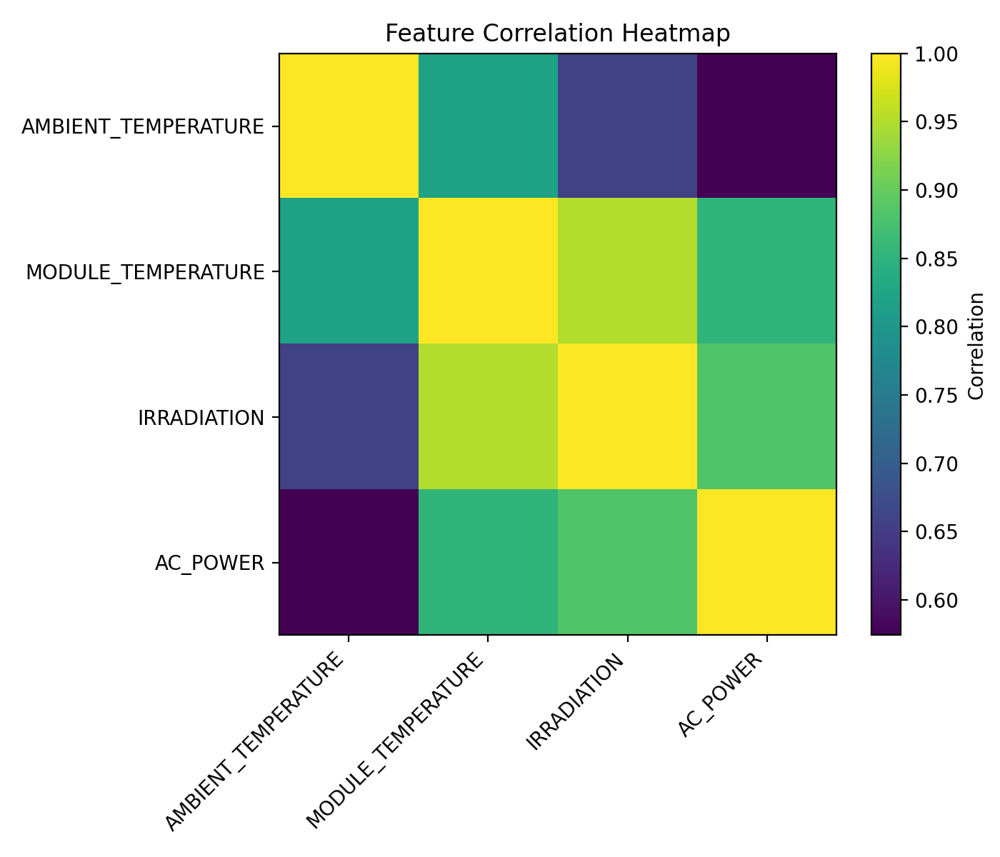 Feature Correlation Heatmap
AMBIENT_TEMPERATURE
MODULE_TEMPERATURE
IRRADIATION
AC_POWER
AMBIENT_TEMPERATURE
MODULE_TEMPERATURE
IRRADIATION
AC_POWER
1.00
0.95
0.90
0.85
0.80
0.75
0.70
0.65
0.60
Correlation